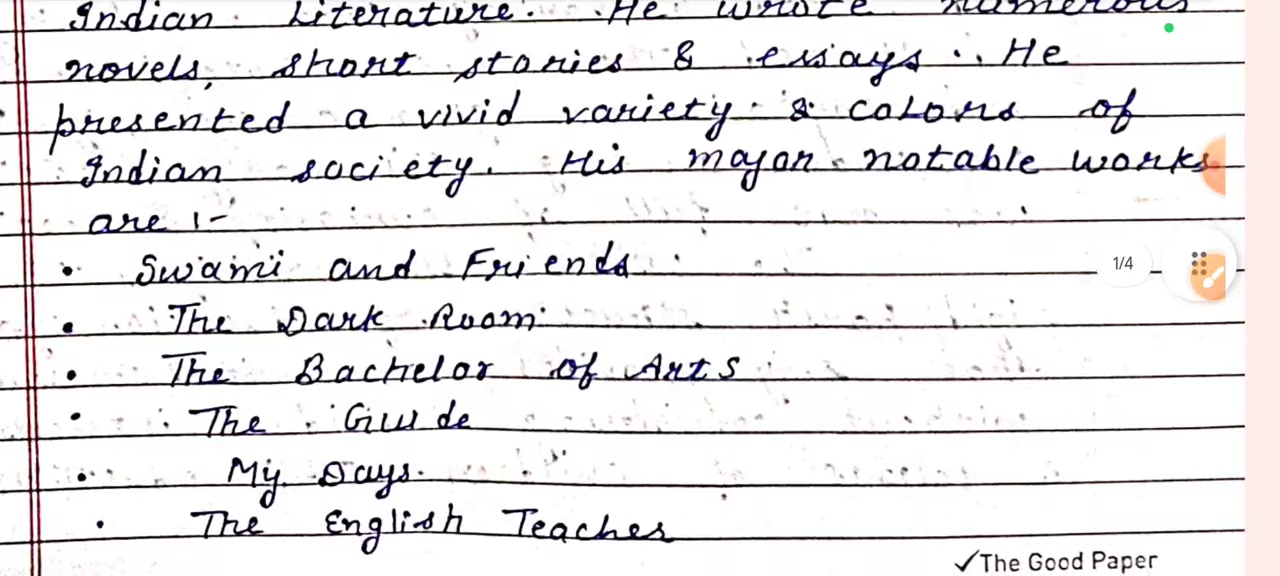 Indian Literature. He wrote numerous
novels, short stories & essays. He
presented a vivid variety & colors of
Indian society. His major notable works
are :-
• Swami and Friends
• The Dark Room
• The Bachelor of Arts
• The Guide
• My Days.
• The English Teacher
1/4
✓The Good Paper